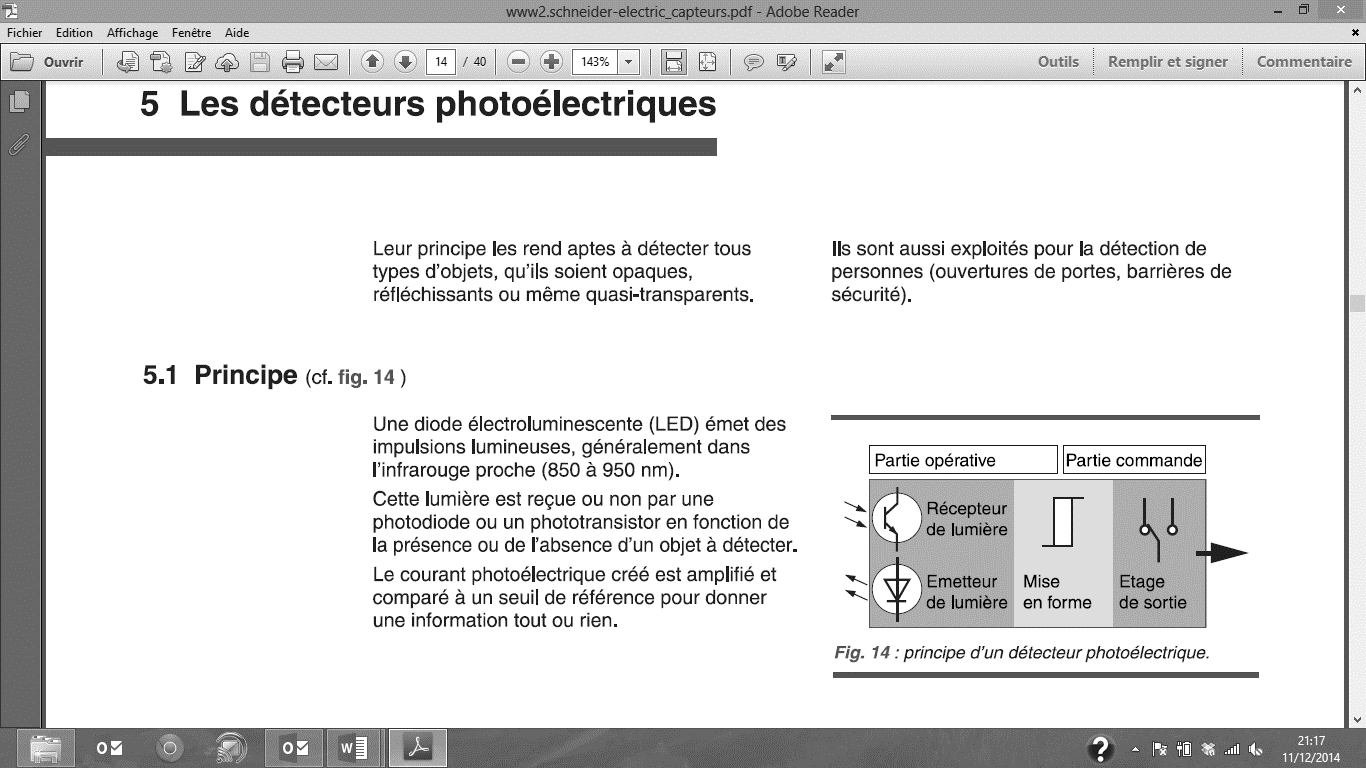 www2.schneider-electric_capteurs.pdf - Adobe Reader
Fichier Edition Affichage Fenêtre Aide
Ouvrir 14 / 40 143% Outils Remplir et signer Commentaire
5 Les détecteurs photoélectriques
Leur principe les rend aptes à détecter tous
types d'objets, qu'ils soient opaques,
réfléchissants ou même quasi-transparents.
Ils sont aussi exploités pour la détection de
personnes (ouvertures de portes, barrières de
sécurité).
5.1 Principe (cf. fig. 14 )
Une diode électroluminescente (LED) émet des
impulsions lumineuses, généralement dans
l'infrarouge proche (850 à 950 nm).
Cette lumière est reçue ou non par une
photodiode ou un phototransistor en fonction de
la présence ou de l'absence d'un objet à détecter.
Le courant photoélectrique créé est amplifié et
comparé à un seuil de référence pour donner
une information tout ou rien.
Partie opérative
Partie commande
Récepteur
de lumière
Emetteur
de lumière
Mise
en forme
Etage
de sortie
Fig. 14 : principe d'un détecteur photoélectrique.
21:17
11/12/2014